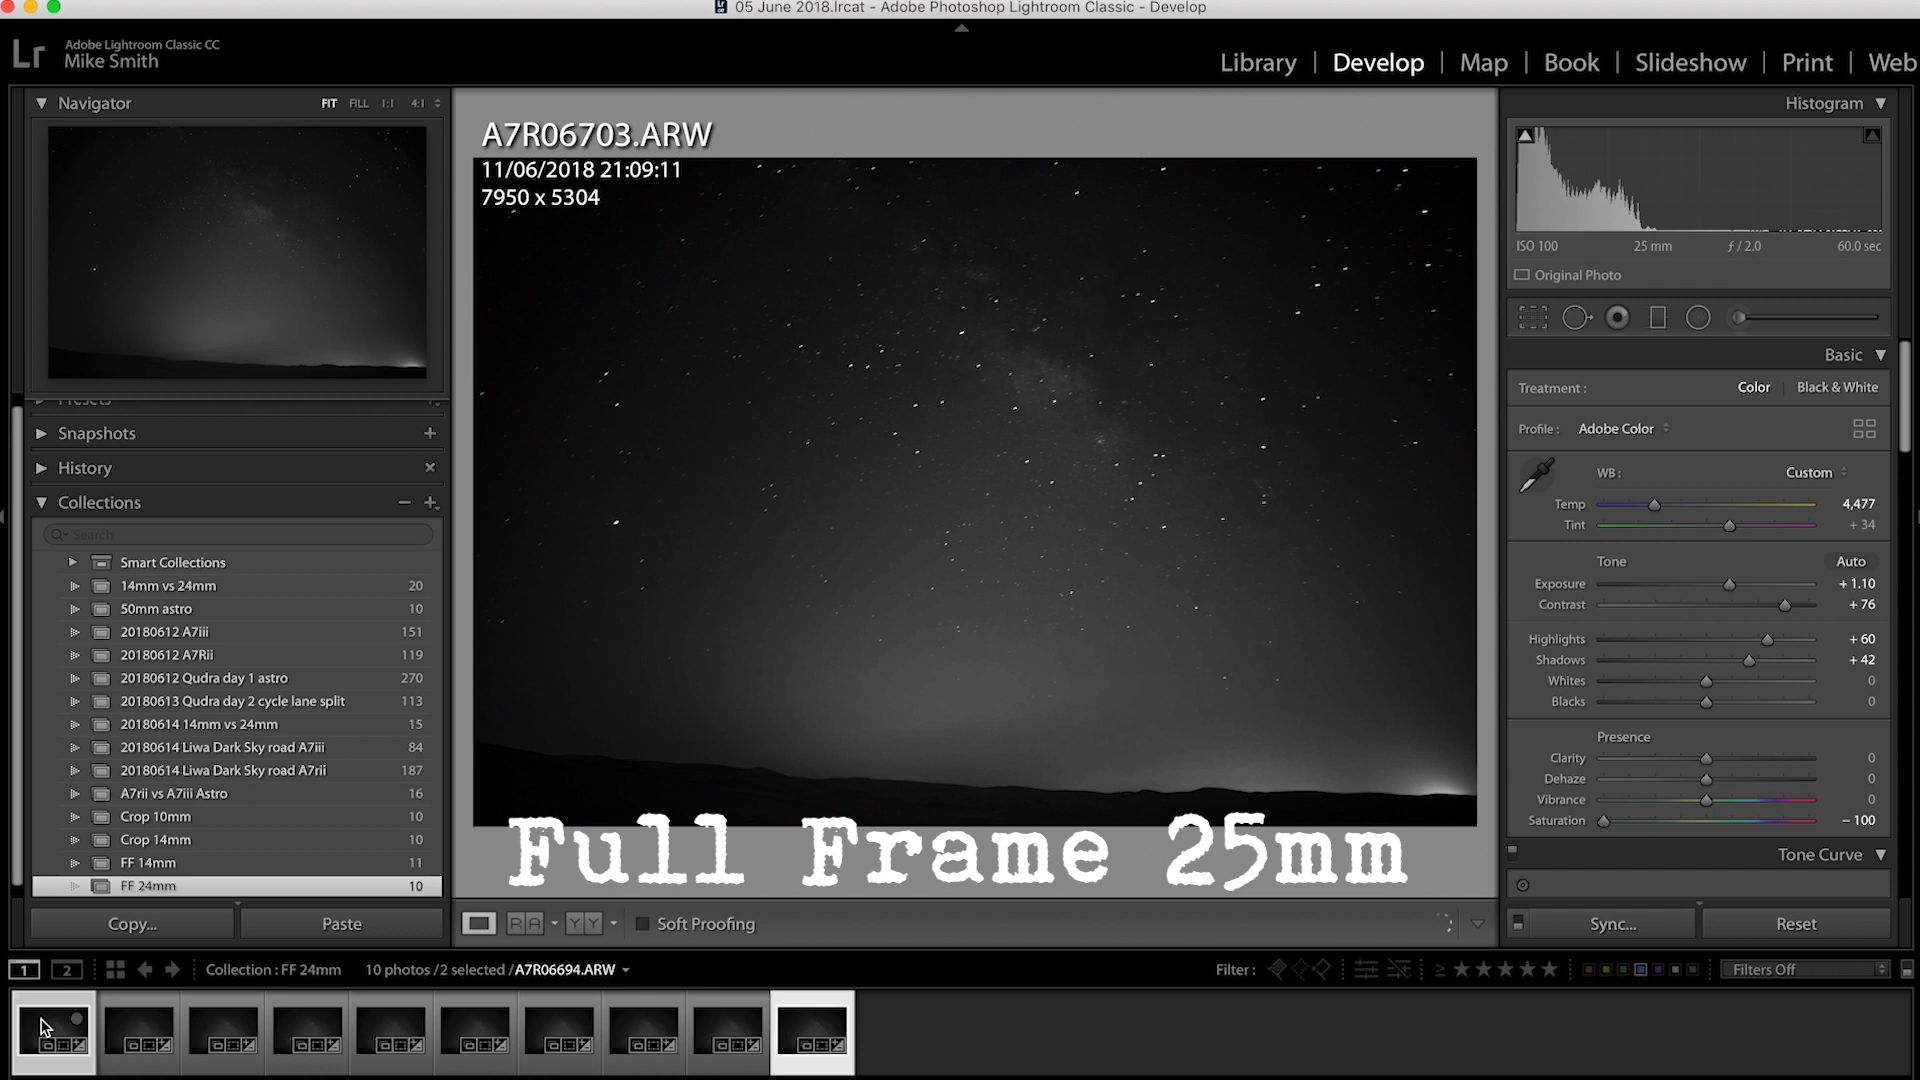 05 June 2018.lrcat - Adobe Photoshop Lightroom Classic - Develop
Lr
Adobe Lightroom Classic CC
Mike Smith
Library | Develop | Map | Book | Slideshow | Print | Web
Navigator FIT FILL 1:1 4:1
Presets
Snapshots
History
Collections
Search
Smart Collections
14mm vs 24mm 20
50mm astro 10
20180612 A7iii 151
20180612 A7Rii 119
20180612 Qudra day 1 astro 270
20180613 Qudra day 2 cycle lane split 113
20180614 14mm vs 24mm 15
20180614 Liwa Dark Sky road A7iii 84
20180614 Liwa Dark Sky road A7rii 187
A7rii vs A7iii Astro 16
Crop 10mm 10
Crop 14mm 10
FF 14mm 11
FF 24mm 10
Copy... Paste
A7R06703.ARW
11/06/2018 21:09:11
7950 x 5304
Full Frame 25mm
R A Y Y Soft Proofing
Histogram
ISO 100 25 mm ƒ / 2.0 60.0 sec
Original Photo
Basic
Treatment : Color | Black & White
Profile : Adobe Color
WB : Custom
Temp 4,477
Tint + 34
Tone Auto
Exposure + 1.10
Contrast + 76
Highlights + 60
Shadows + 42
Whites 0
Blacks 0
Presence
Clarity 0
Dehaze 0
Vibrance 0
Saturation – 100
Tone Curve
Sync... Reset
1 2 Collection : FF 24mm 10 photos /2 selected /A7R06694.ARW Filter : ≥ Filters Off